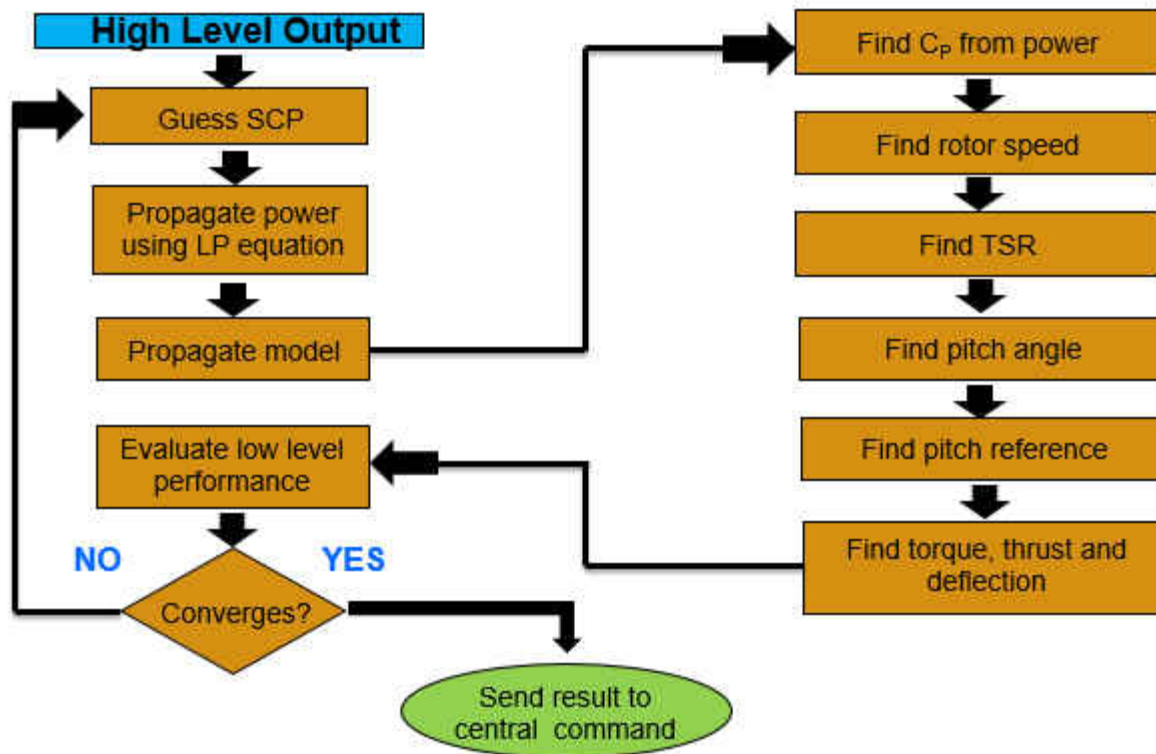 High Level Output
Guess SCP
Propagate power
using LP equation
Propagate model
Evaluate low level
performance
NO
YES
Converges?
Send result to
central command
Find CP from power
Find rotor speed
Find TSR
Find pitch angle
Find pitch reference
Find torque, thrust and
deflection